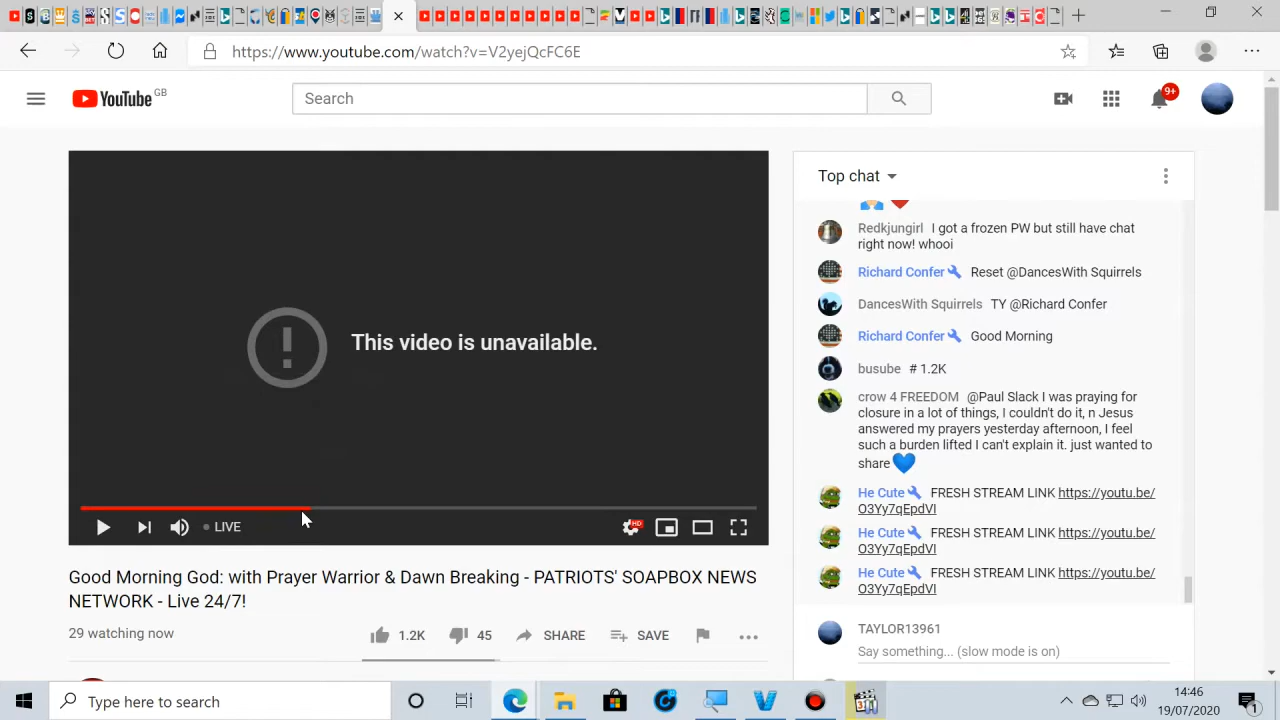 https://www.youtube.com/watch?v=V2yejQcFC6E
YouTube GB
Search
9+
This video is unavailable.
LIVE
HD
Good Morning God: with Prayer Warrior & Dawn Breaking - PATRIOTS' SOAPBOX NEWS
NETWORK - Live 24/7!
29 watching now
1.2K
45
SHARE
SAVE
Top chat
Redkjungirl I got a frozen PW but still have chat
right now! whooi
Richard Confer Reset @DancesWith Squirrels
DancesWith Squirrels TY @Richard Confer
Richard Confer Good Morning
busube # 1.2K
crow 4 FREEDOM @Paul Slack I was praying for
closure in a lot of things, I couldn't do it, n Jesus
answered my prayers yesterday afternoon, I feel
such a burden lifted I can't explain it. just wanted to
share
He Cute FRESH STREAM LINK https://youtu.be/
O3Yy7qEpdVI
He Cute FRESH STREAM LINK https://youtu.be/
O3Yy7qEpdVI
He Cute FRESH STREAM LINK https://youtu.be/
O3Yy7qEpdVI
TAYLOR13961
Say something... (slow mode is on)
Type here to search
14:46
19/07/2020
1